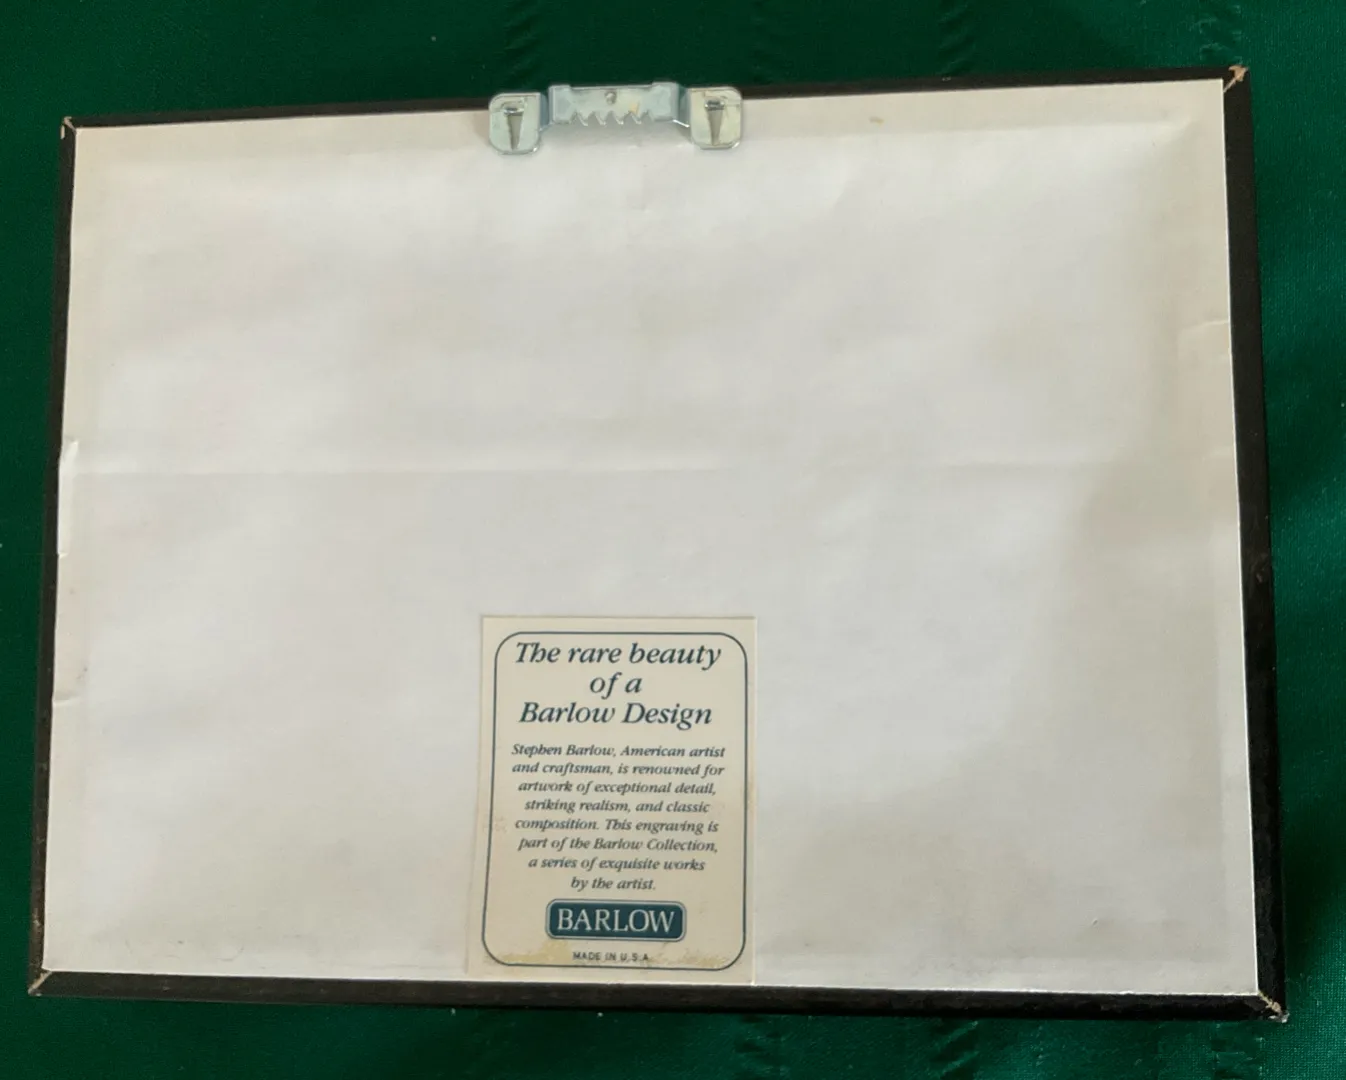 The rare beauty
of a
Barlow Design
Stephen Barlow, American artist
and craftsman, is renowned for
artwork of exceptional detail,
striking realism, and classic
composition. This engraving is
part of the Barlow Collection,
a series of exquisite works
by the artist.
BARLOW
MADE IN U.S.A.